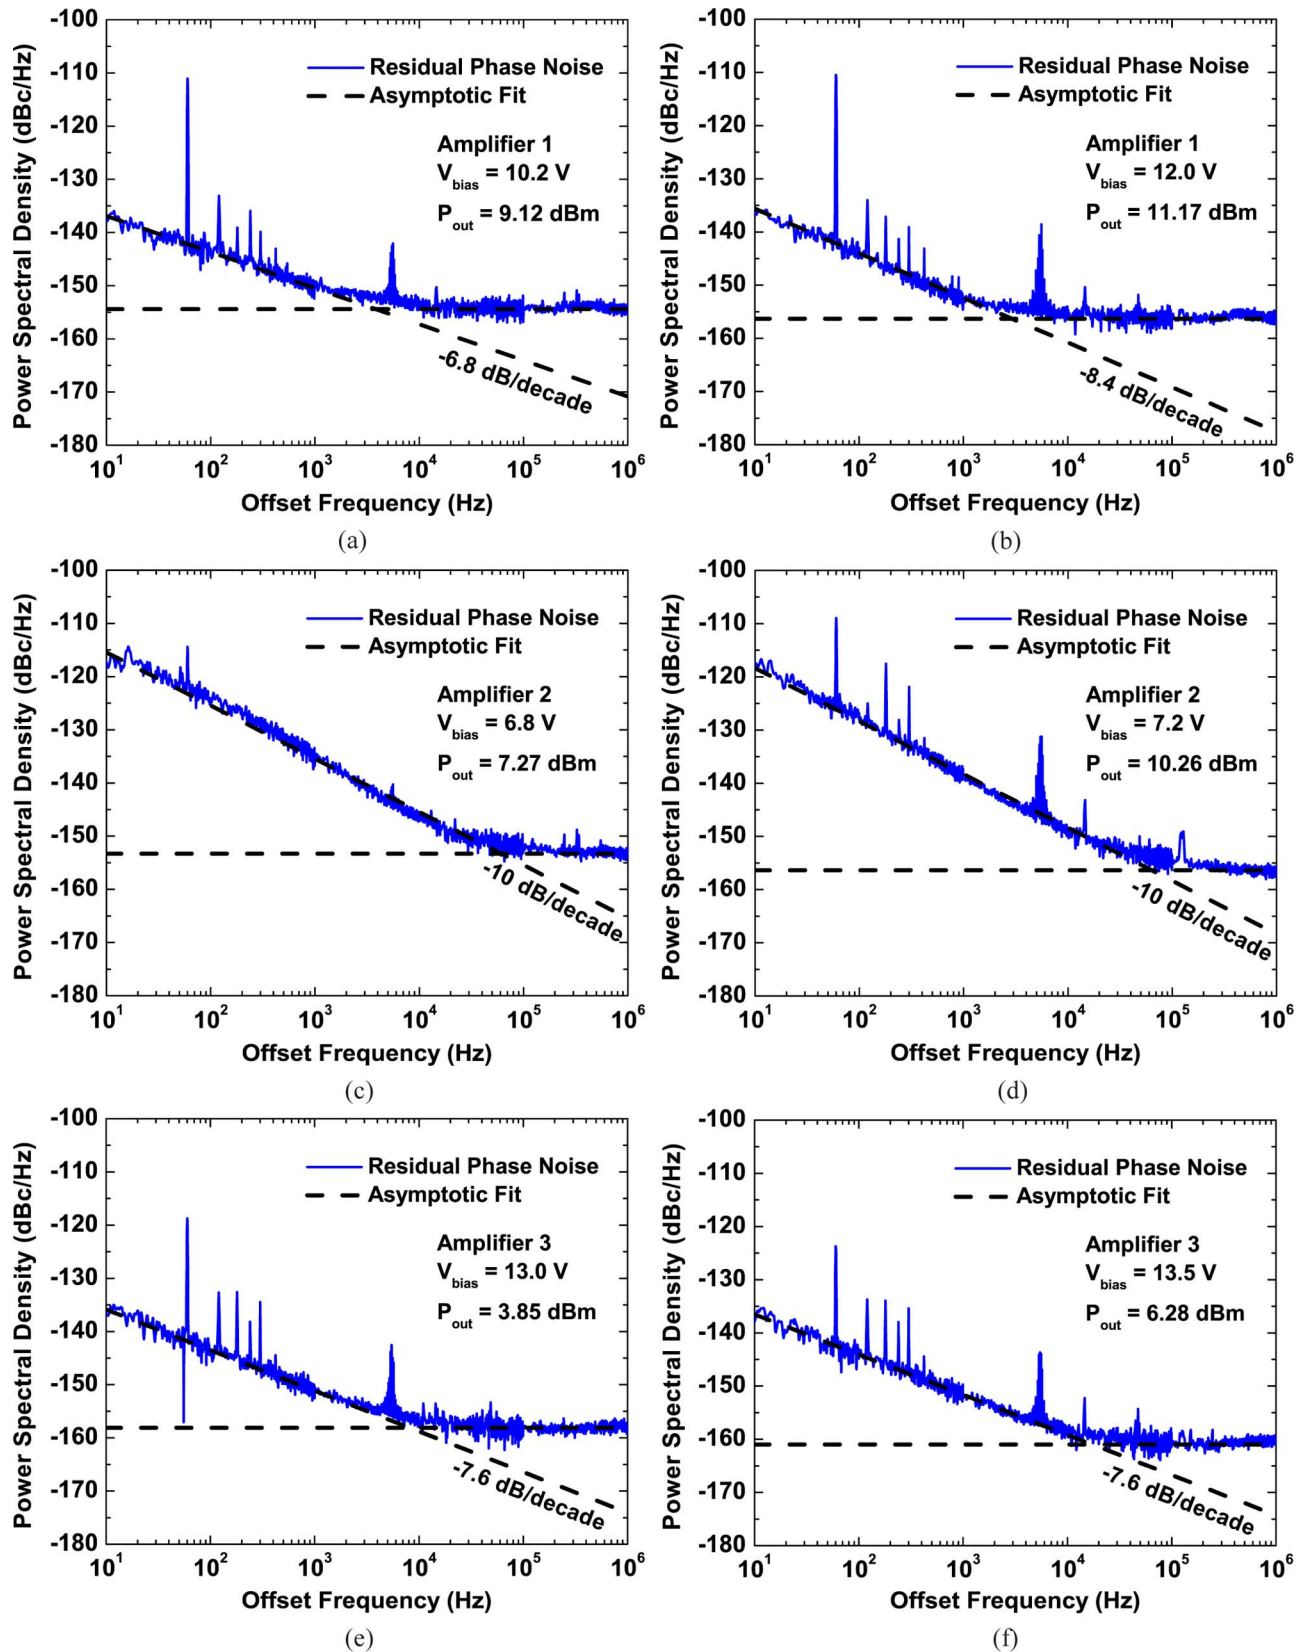 -100
-110
-120
-130
-140
-150
-160
-170
-180
Power Spectral Density (dBc/Hz)
Residual Phase Noise
Asymptotic Fit
Amplifier 1
V_bias = 10.2 V
P_out = 9.12 dBm
-6.8 dB/decade
10^1 10^2 10^3 10^4 10^5 10^6
Offset Frequency (Hz)
(a)
-100
-110
-120
-130
-140
-150
-160
-170
-180
Power Spectral Density (dBc/Hz)
Residual Phase Noise
Asymptotic Fit
Amplifier 1
V_bias = 12.0 V
P_out = 11.17 dBm
-8.4 dB/decade
10^1 10^2 10^3 10^4 10^5 10^6
Offset Frequency (Hz)
(b)
-100
-110
-120
-130
-140
-150
-160
-170
-180
Power Spectral Density (dBc/Hz)
Residual Phase Noise
Asymptotic Fit
Amplifier 2
V_bias = 6.8 V
P_out = 7.27 dBm
-10 dB/decade
10^1 10^2 10^3 10^4 10^5 10^6
Offset Frequency (Hz)
(c)
-100
-110
-120
-130
-140
-150
-160
-170
-180
Power Spectral Density (dBc/Hz)
Residual Phase Noise
Asymptotic Fit
Amplifier 2
V_bias = 7.2 V
P_out = 10.26 dBm
-10 dB/decade
10^1 10^2 10^3 10^4 10^5 10^6
Offset Frequency (Hz)
(d)
-100
-110
-120
-130
-140
-150
-160
-170
-180
Power Spectral Density (dBc/Hz)
Residual Phase Noise
Asymptotic Fit
Amplifier 3
V_bias = 13.0 V
P_out = 3.85 dBm
-7.6 dB/decade
10^1 10^2 10^3 10^4 10^5 10^6
Offset Frequency (Hz)
(e)
-100
-110
-120
-130
-140
-150
-160
-170
-180
Power Spectral Density (dBc/Hz)
Residual Phase Noise
Asymptotic Fit
Amplifier 3
V_bias = 13.5 V
P_out = 6.28 dBm
-7.6 dB/decade
10^1 10^2 10^3 10^4 10^5 10^6
Offset Frequency (Hz)
(f)